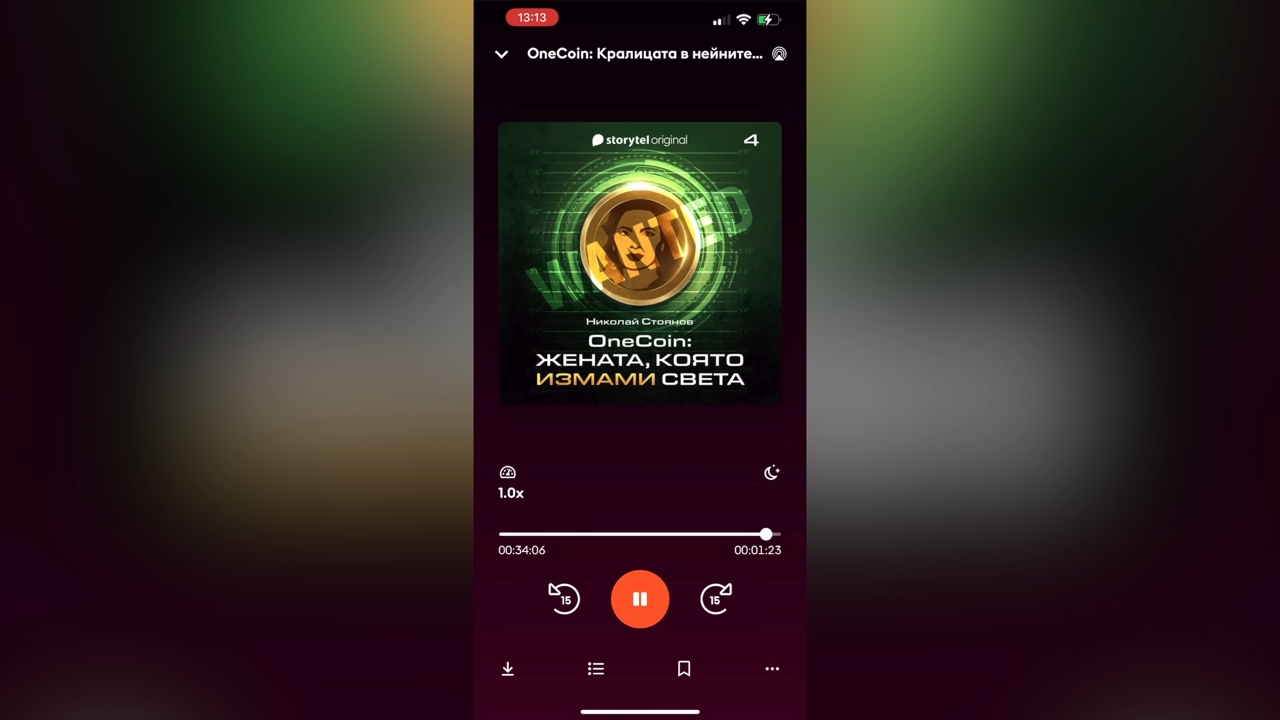 13:13
OneCoin: Кралицата в нейните...
storytel original
4
WANTED
Николай Стоянов
OneCoin:
ЖЕНАТА, КОЯТО
ИЗМАМИ СВЕТА
1.0x
00:34:06
00:01:23
15
15